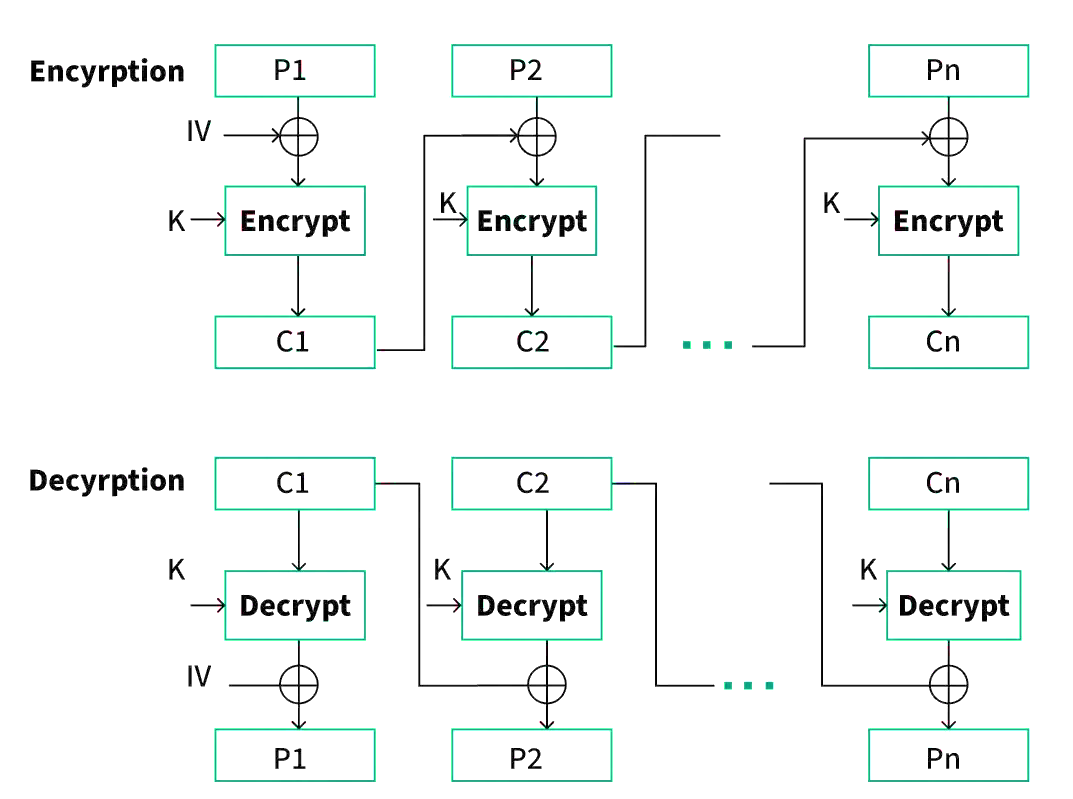 Encyrption P1 P2 Pn
IV
K Encrypt K Encrypt K Encrypt
C1 C2 ... Cn
Decyrption C1 C2 Cn
K K K
Decrypt Decrypt Decrypt
IV ...
P1 P2 Pn